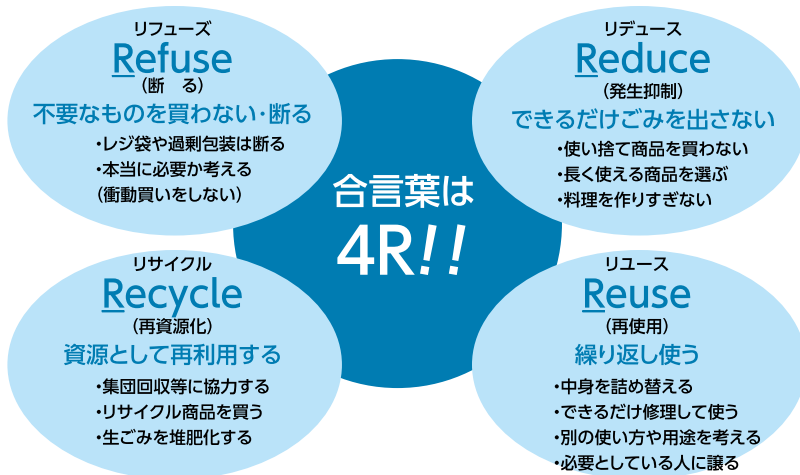 リフューズ
Refuse
(断　る)
不要なものを買わない・断る
・レジ袋や過剰包装は断る
・本当に必要か考える
(衝動買いをしない)
リデュース
Reduce
(発生抑制)
できるだけごみを出さない
・使い捨て商品を買わない
・長く使える商品を選ぶ
・料理を作りすぎない
合言葉は
4R!!
リサイクル
Recycle
(再資源化)
資源として再利用する
・集団回収等に協力する
・リサイクル商品を買う
・生ごみを堆肥化する
リユース
Reuse
(再使用)
繰り返し使う
・中身を詰め替える
・できるだけ修理して使う
・別の使い方や用途を考える
・必要としている人に譲る